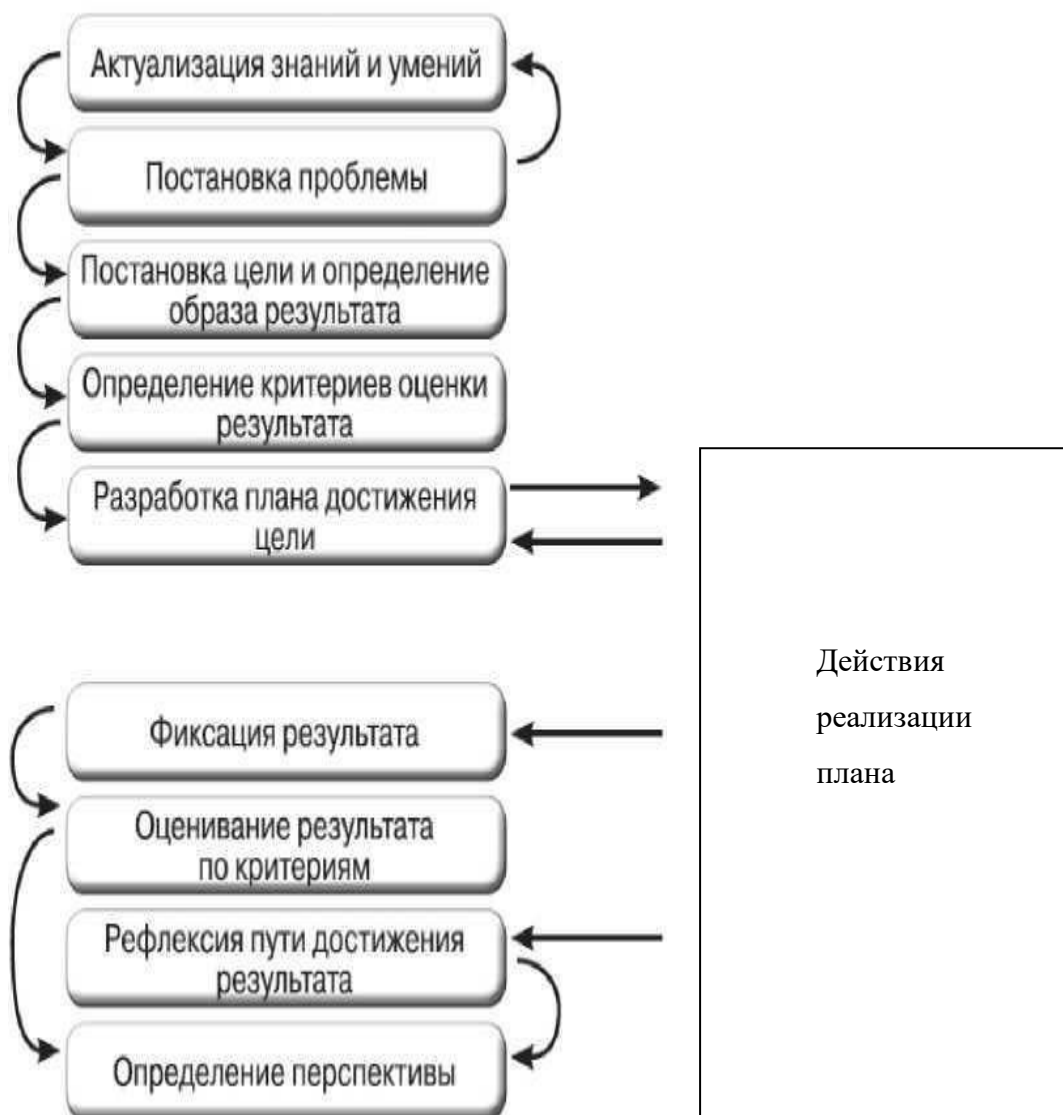 Актуализация знаний и умений
Постановка проблемы
Постановка цели и определение
образа результата
Определение критериев оценки
результата
Разработка плана достижения
цели
Фиксация результата
Оценивание результата
по критериям
Рефлексия пути достижения
результата
Определение перспективы
Действия
реализации
плана